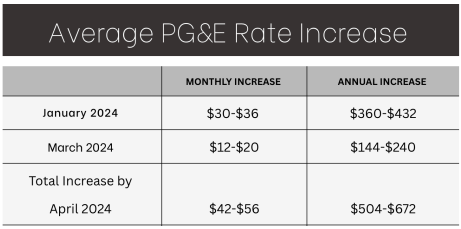 Average PG&E Rate Increase
MONTHLY INCREASE ANNUAL INCREASE
January 2024 $30-$36 $360-$432
March 2024 $12-$20 $144-$240
Total Increase by
April 2024 $42-$56 $504-$672